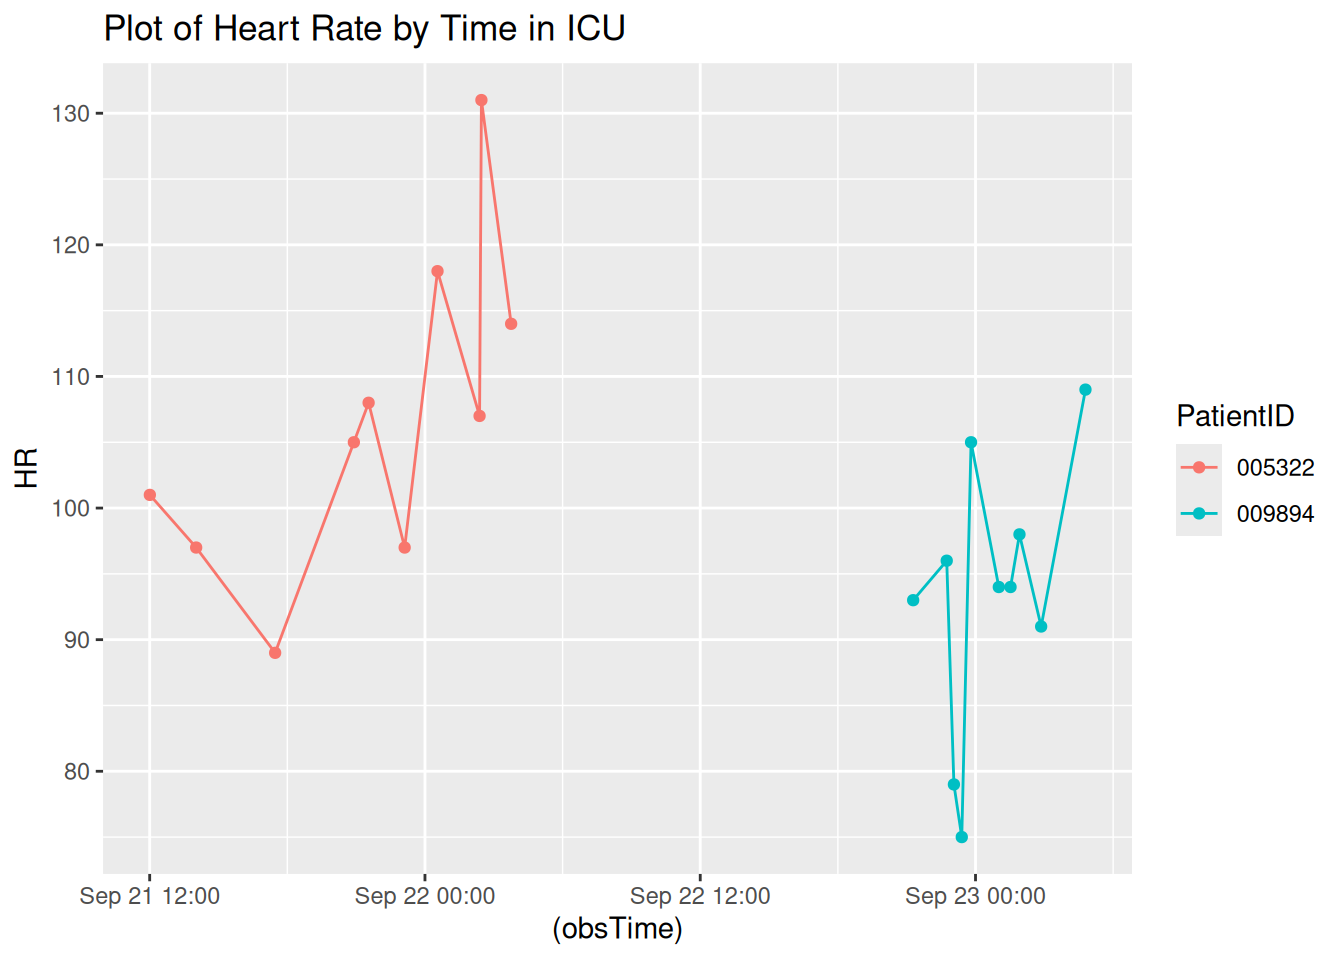 Plot of Heart Rate by Time in ICU
130
120
110
100
90
80
HR
Sep 21 12:00
Sep 22 00:00
Sep 22 12:00
Sep 23 00:00
(obsTime)
PatientID
005322
009894